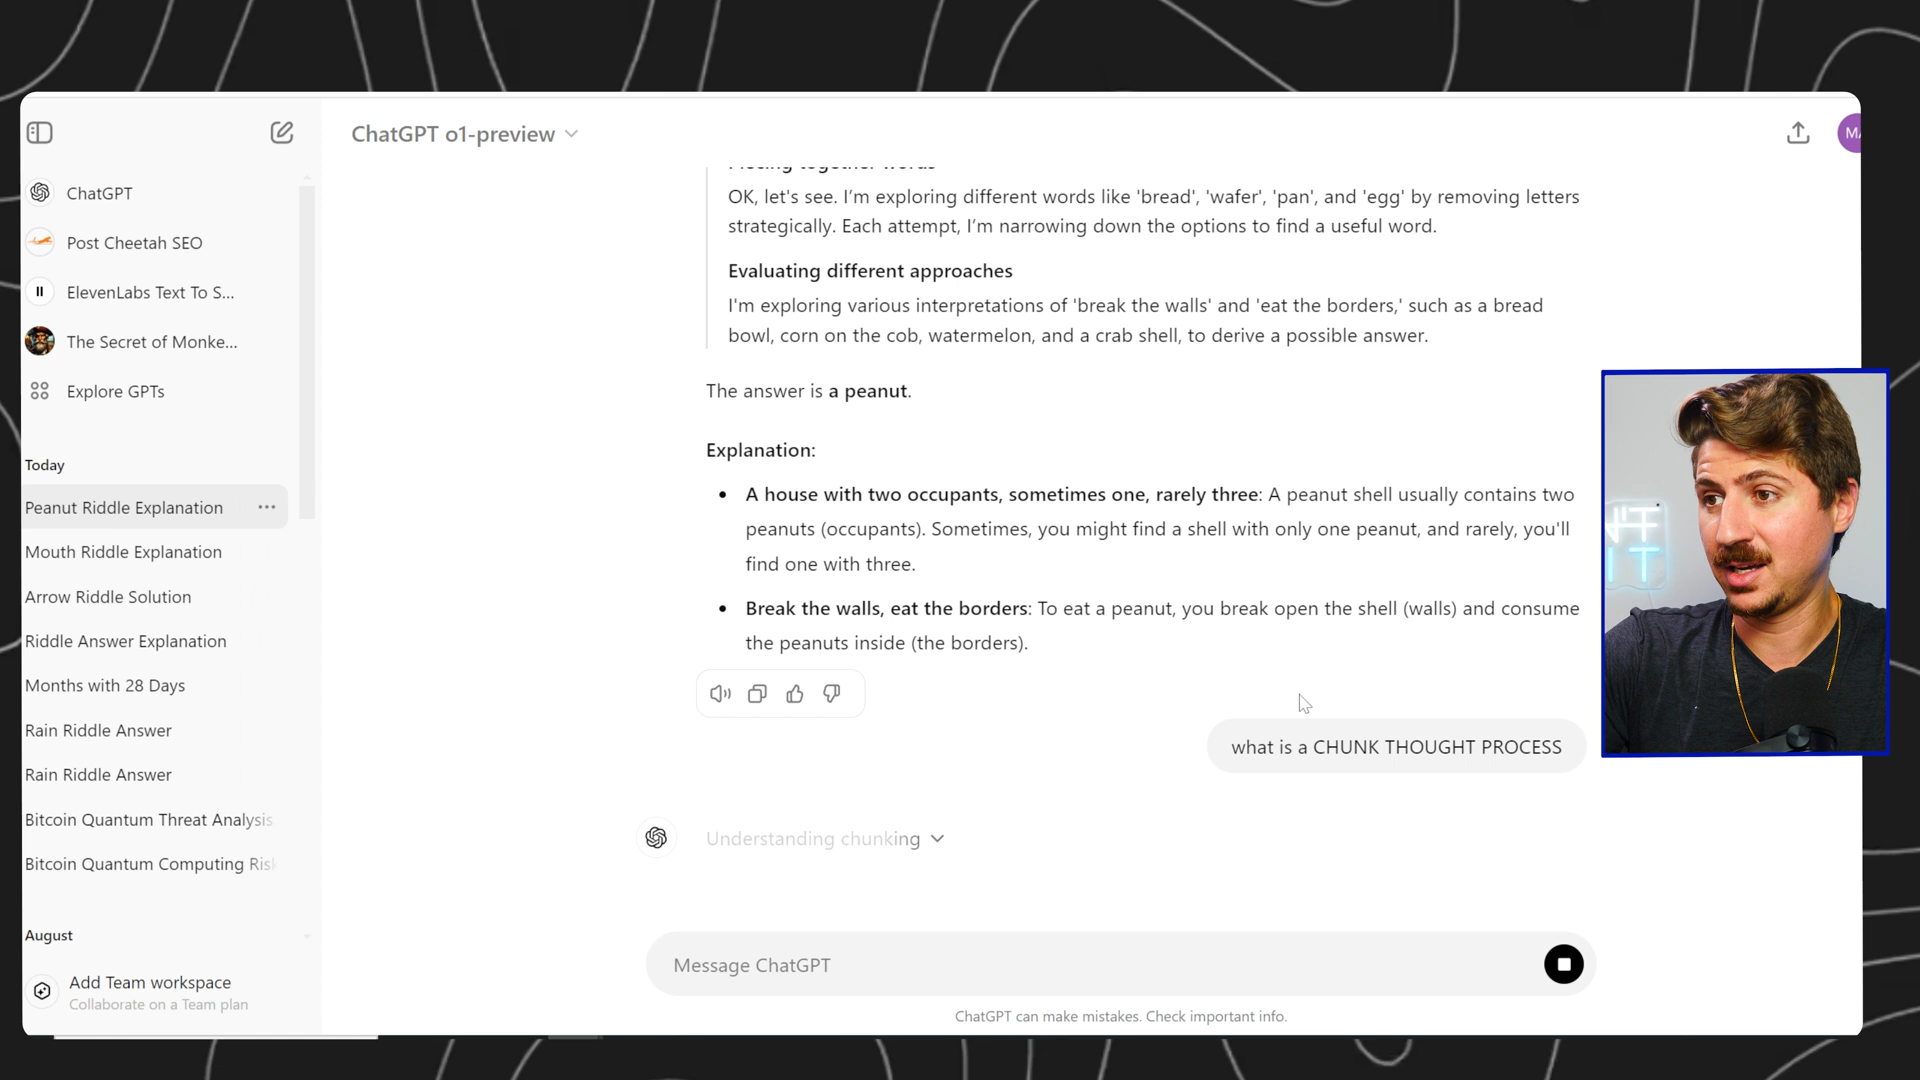 ChatGPT o1-preview
MA
ChatGPT
Post Cheetah SEO
ElevenLabs Text To S...
The Secret of Monke...
Explore GPTs
Today
Peanut Riddle Explanation
Mouth Riddle Explanation
Arrow Riddle Solution
Riddle Answer Explanation
Months with 28 Days
Rain Riddle Answer
Rain Riddle Answer
Bitcoin Quantum Threat Analysis
Bitcoin Quantum Computing Risk
August
Add Team workspace
Collaborate on a Team plan
OK, let's see. I’m exploring different words like 'bread', 'wafer', 'pan', and 'egg' by removing letters
strategically. Each attempt, I’m narrowing down the options to find a useful word.
Evaluating different approaches
I'm exploring various interpretations of 'break the walls' and 'eat the borders,' such as a bread
bowl, corn on the cob, watermelon, and a crab shell, to derive a possible answer.
The answer is a peanut.
Explanation:
• A house with two occupants, sometimes one, rarely three: A peanut shell usually contains two
peanuts (occupants). Sometimes, you might find a shell with only one peanut, and rarely, you'll
find one with three.
• Break the walls, eat the borders: To eat a peanut, you break open the shell (walls) and consume
the peanuts inside (the borders).
what is a CHUNK THOUGHT PROCESS
Understanding chunking
Message ChatGPT
ChatGPT can make mistakes. Check important info.
N'T
IT